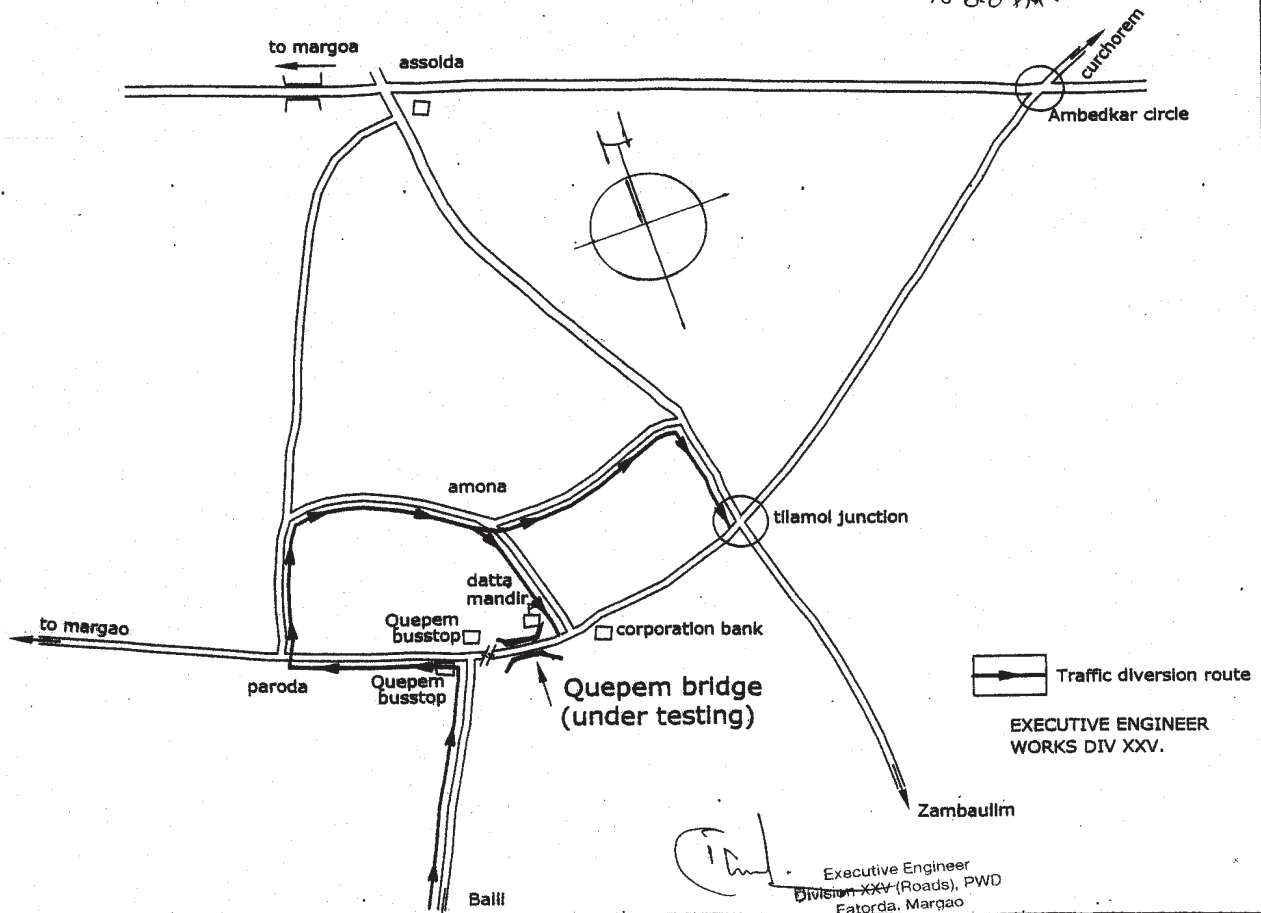 to margoa
assolda
curchorem
Ambedkar circle
amona
tilamol junction
datta
mandir
Quepem
busstop
corporation bank
to margao
paroda
Quepem
busstop
Quepem bridge
(under testing)
Traffic diversion route
EXECUTIVE ENGINEER
WORKS DIV XXV.
Zambaulim
Balli
Executive Engineer
Division XXV (Roads), PWD
Fatorda, Margao